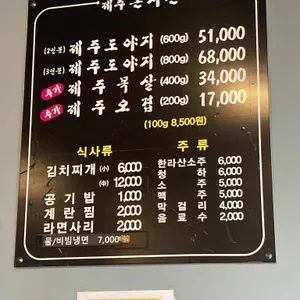 제주
(2인분) 제주도야지 (600g) 51,000
(3인분) 제주도야지 (800g) 68,000
추가 제주목살 (400g) 34,000
추가 제주오겹 (200g) 17,000
(100g 8,500원)
식사류
김치찌개 (小) 6,000
(中) 12,000
공기밥 1,000
계란찜 2,000
라면사리 2,000
물/비빔냉면 7,000
주류
한라산소주 6,000
청하 6,000
소주 5,000
맥주 5,000
막걸리 4,000
음료수 2,000